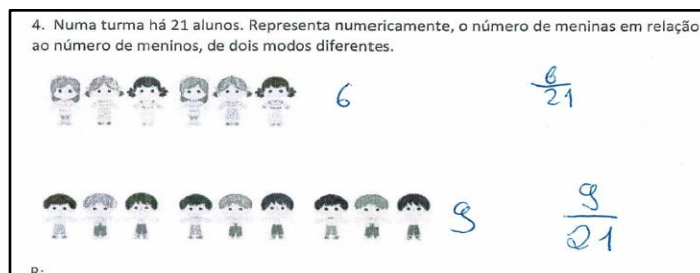 4. Numa turma há 21 alunos. Representa numericamente, o número de meninas em relação
ao número de meninos, de dois modos diferentes.
6
6
21
9
9
21
R: